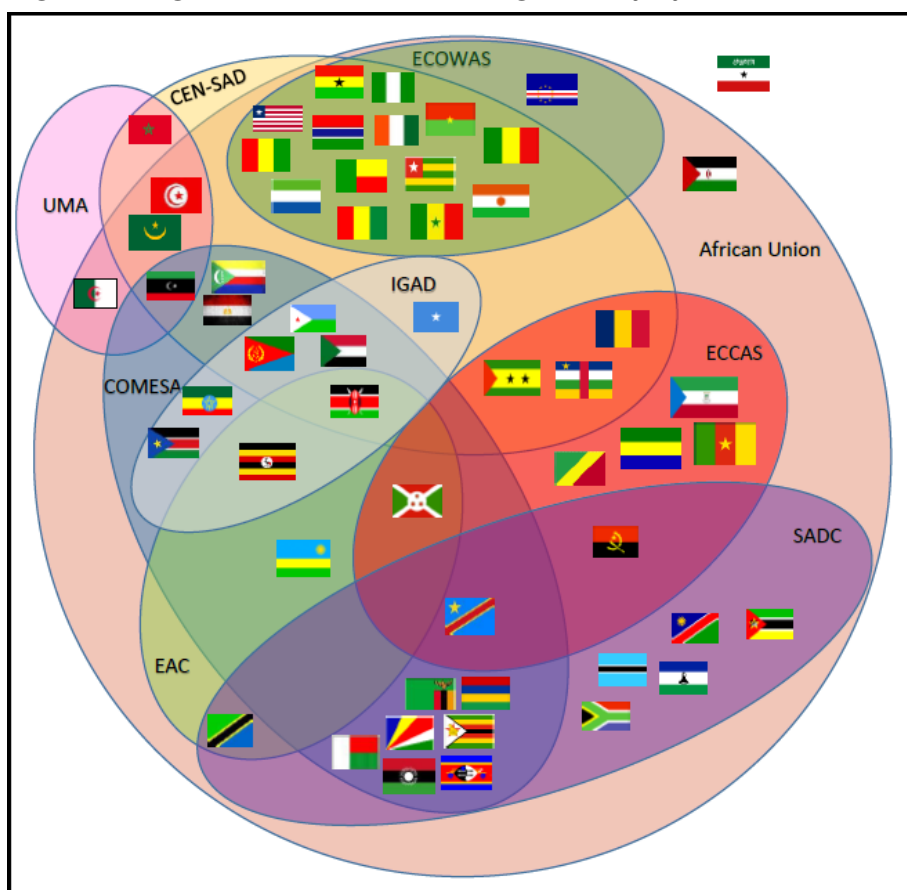 ECOWAS
CEN-SAD
UMA
African Union
IGAD
ECCAS
COMESA
SADC
EAC